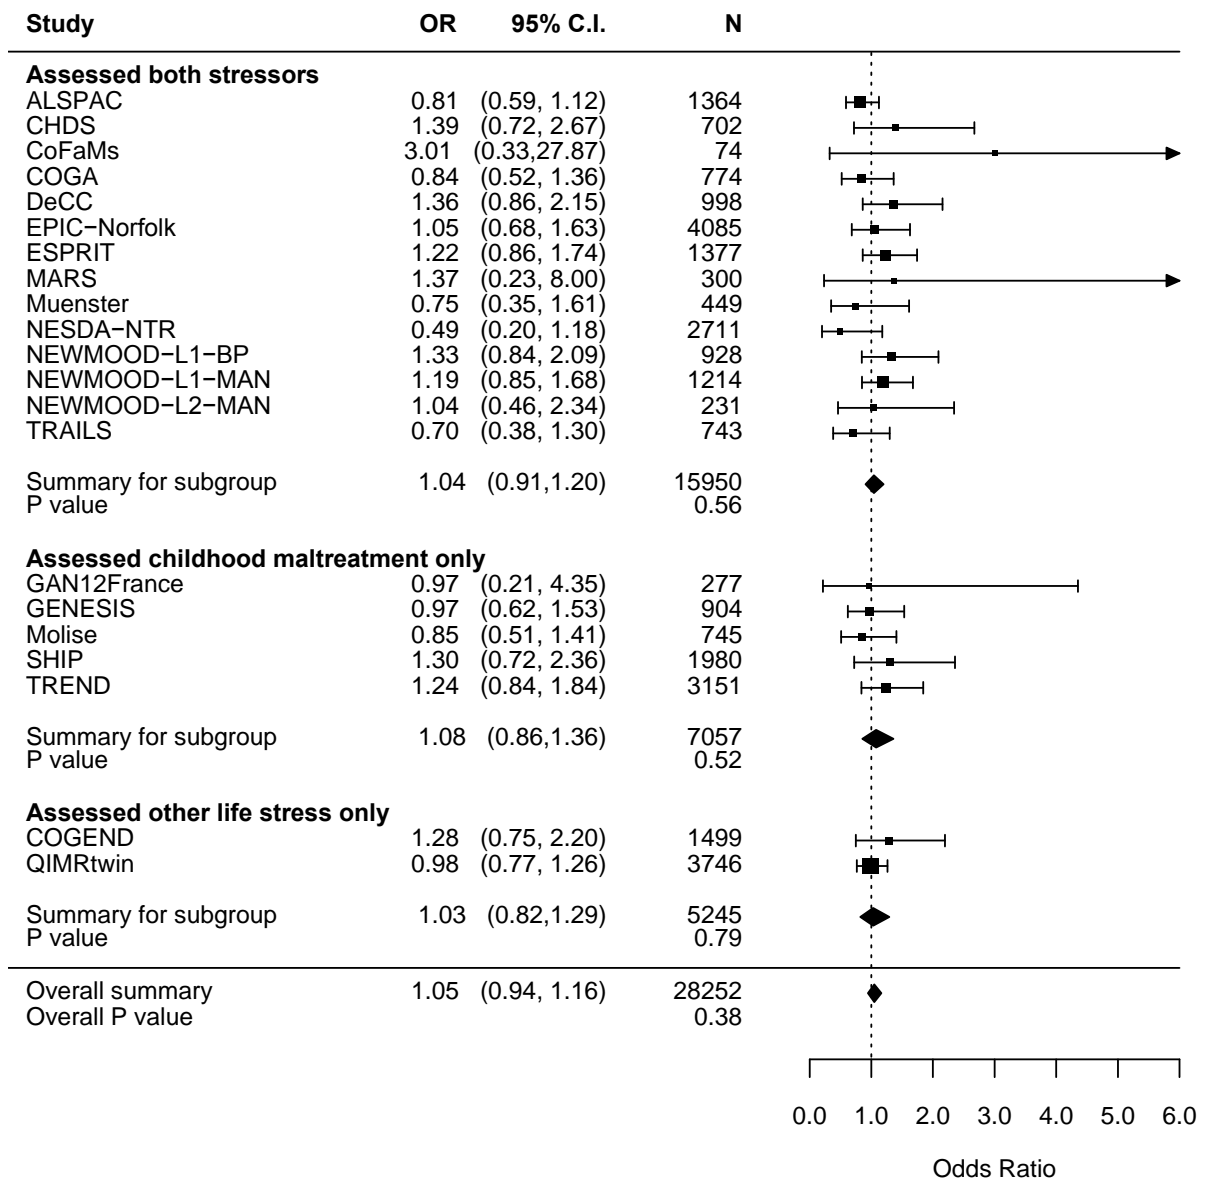 Study OR 95% C.I. N
Assessed both stressors
ALSPAC 0.81 (0.59, 1.12) 1364
CHDS 1.39 (0.72, 2.67) 702
CoFaMs 3.01 (0.33,27.87) 74
COGA 0.84 (0.52, 1.36) 774
DeCC 1.36 (0.86, 2.15) 998
EPIC−Norfolk 1.05 (0.68, 1.63) 4085
ESPRIT 1.22 (0.86, 1.74) 1377
MARS 1.37 (0.23, 8.00) 300
Muenster 0.75 (0.35, 1.61) 449
NESDA−NTR 0.49 (0.20, 1.18) 2711
NEWMOOD−L1−BP 1.33 (0.84, 2.09) 928
NEWMOOD−L1−MAN 1.19 (0.85, 1.68) 1214
NEWMOOD−L2−MAN 1.04 (0.46, 2.34) 231
TRAILS 0.70 (0.38, 1.30) 743
Summary for subgroup 1.04 (0.91,1.20) 15950
P value 0.56
Assessed childhood maltreatment only
GAN12France 0.97 (0.21, 4.35) 277
GENESIS 0.97 (0.62, 1.53) 904
Molise 0.85 (0.51, 1.41) 745
SHIP 1.30 (0.72, 2.36) 1980
TREND 1.24 (0.84, 1.84) 3151
Summary for subgroup 1.08 (0.86,1.36) 7057
P value 0.52
Assessed other life stress only
COGEND 1.28 (0.75, 2.20) 1499
QIMRtwin 0.98 (0.77, 1.26) 3746
Summary for subgroup 1.03 (0.82,1.29) 5245
P value 0.79
Overall summary 1.05 (0.94, 1.16) 28252
Overall P value 0.38
0.0 1.0 2.0 3.0 4.0 5.0 6.0
Odds Ratio